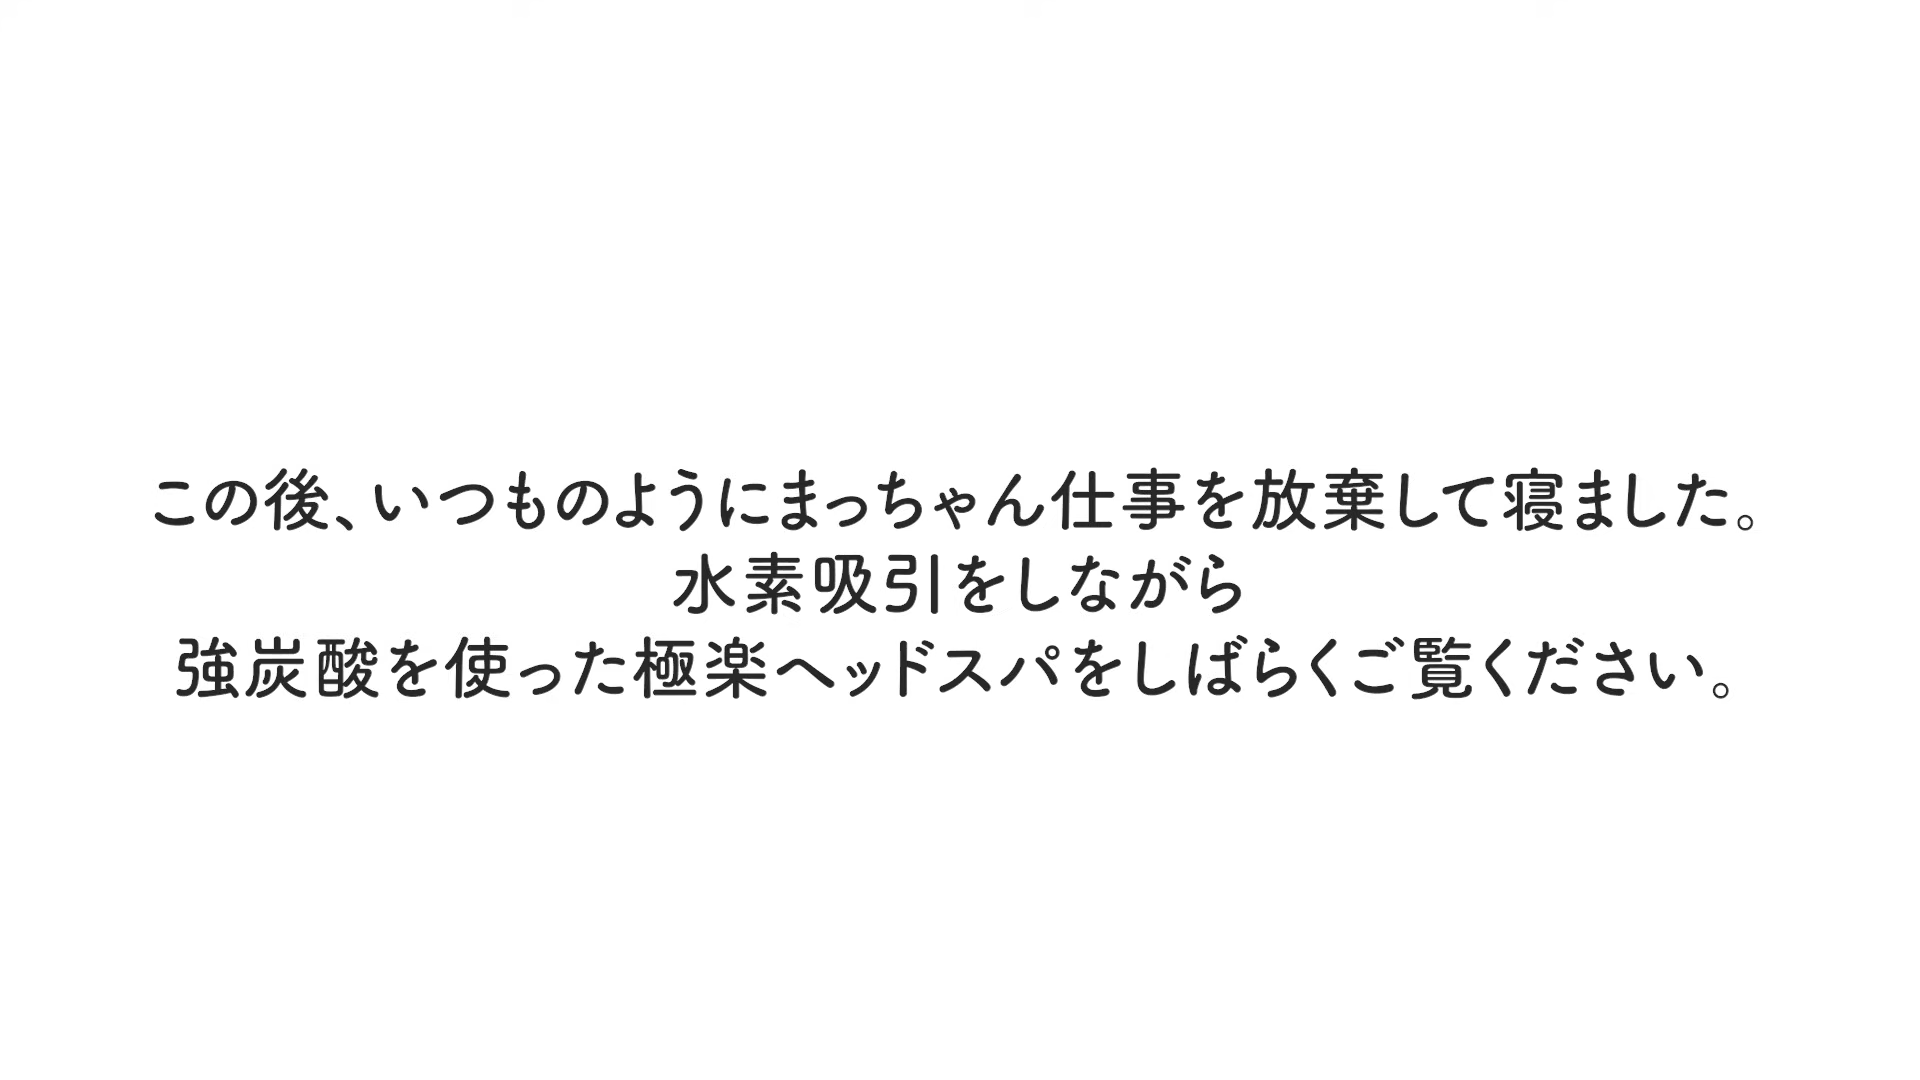 この後、いつものようにまっちゃん仕事を放棄して寝ました。
水素吸引をしながら
強炭酸を使った極楽ヘッドスパをしばらくご覧ください。